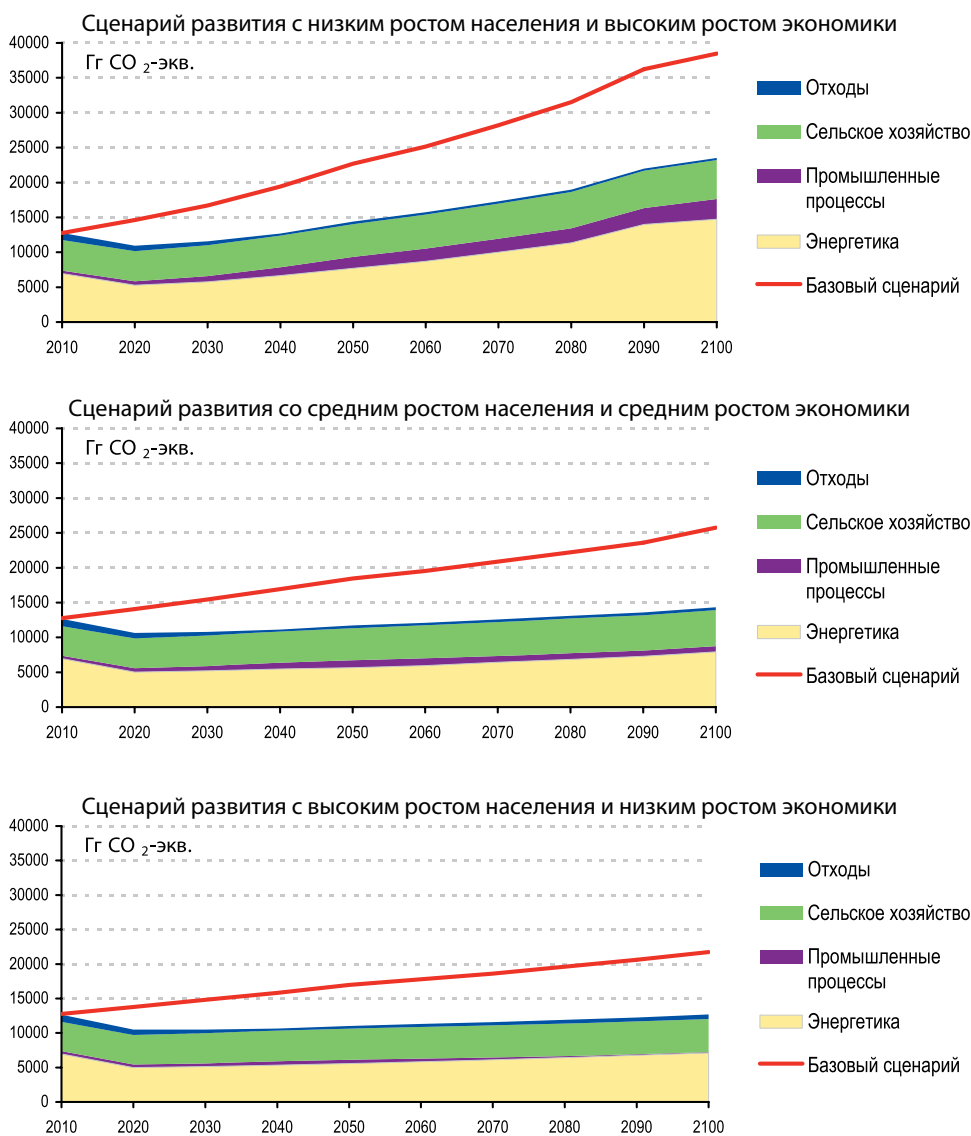 Сценарий развития с низким ростом населения и высоким ростом экономики
40000
Гг CO 2-экв.
35000
30000
25000
20000
15000
10000
5000
0
2010 2020 2030 2040 2050 2060 2070 2080 2090 2100
Отходы
Сельское хозяйство
Промышленные
процессы
Энергетика
Базовый сценарий
Сценарий развития со средним ростом населения и средним ростом экономики
40000
Гг CO 2-экв.
35000
30000
25000
20000
15000
10000
5000
0
2010 2020 2030 2040 2050 2060 2070 2080 2090 2100
Отходы
Сельское хозяйство
Промышленные
процессы
Энергетика
Базовый сценарий
Сценарий развития с высоким ростом населения и низким ростом экономики
40000
Гг CO 2-экв.
35000
30000
25000
20000
15000
10000
5000
0
2010 2020 2030 2040 2050 2060 2070 2080 2090 2100
Отходы
Сельское хозяйство
Промышленные
процессы
Энергетика
Базовый сценарий